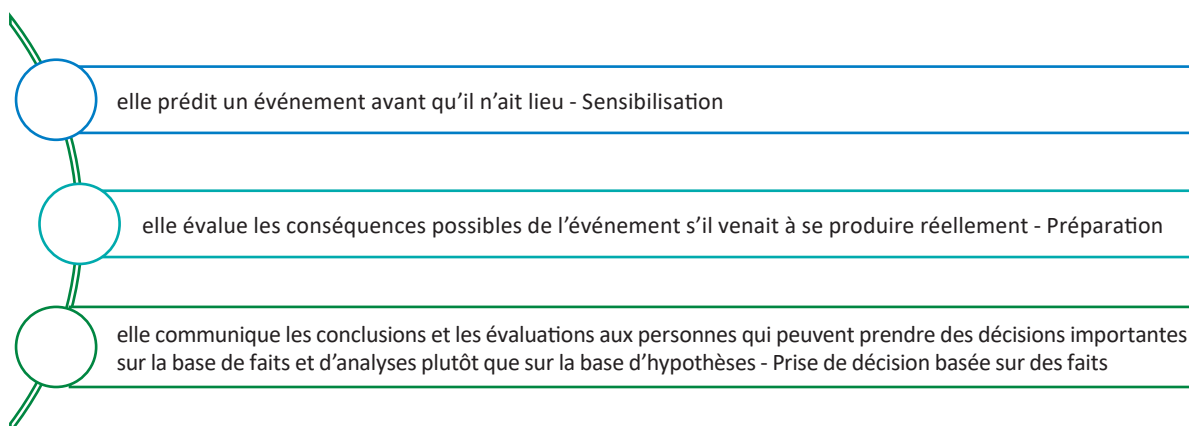 elle prédit un événement avant qu’il n’ait lieu - Sensibilisation
elle évalue les conséquences possibles de l’événement s’il venait à se produire réellement - Préparation
elle communique les conclusions et les évaluations aux personnes qui peuvent prendre des décisions importantes
sur la base de faits et d’analyses plutôt que sur la base d’hypothèses - Prise de décision basée sur des faits